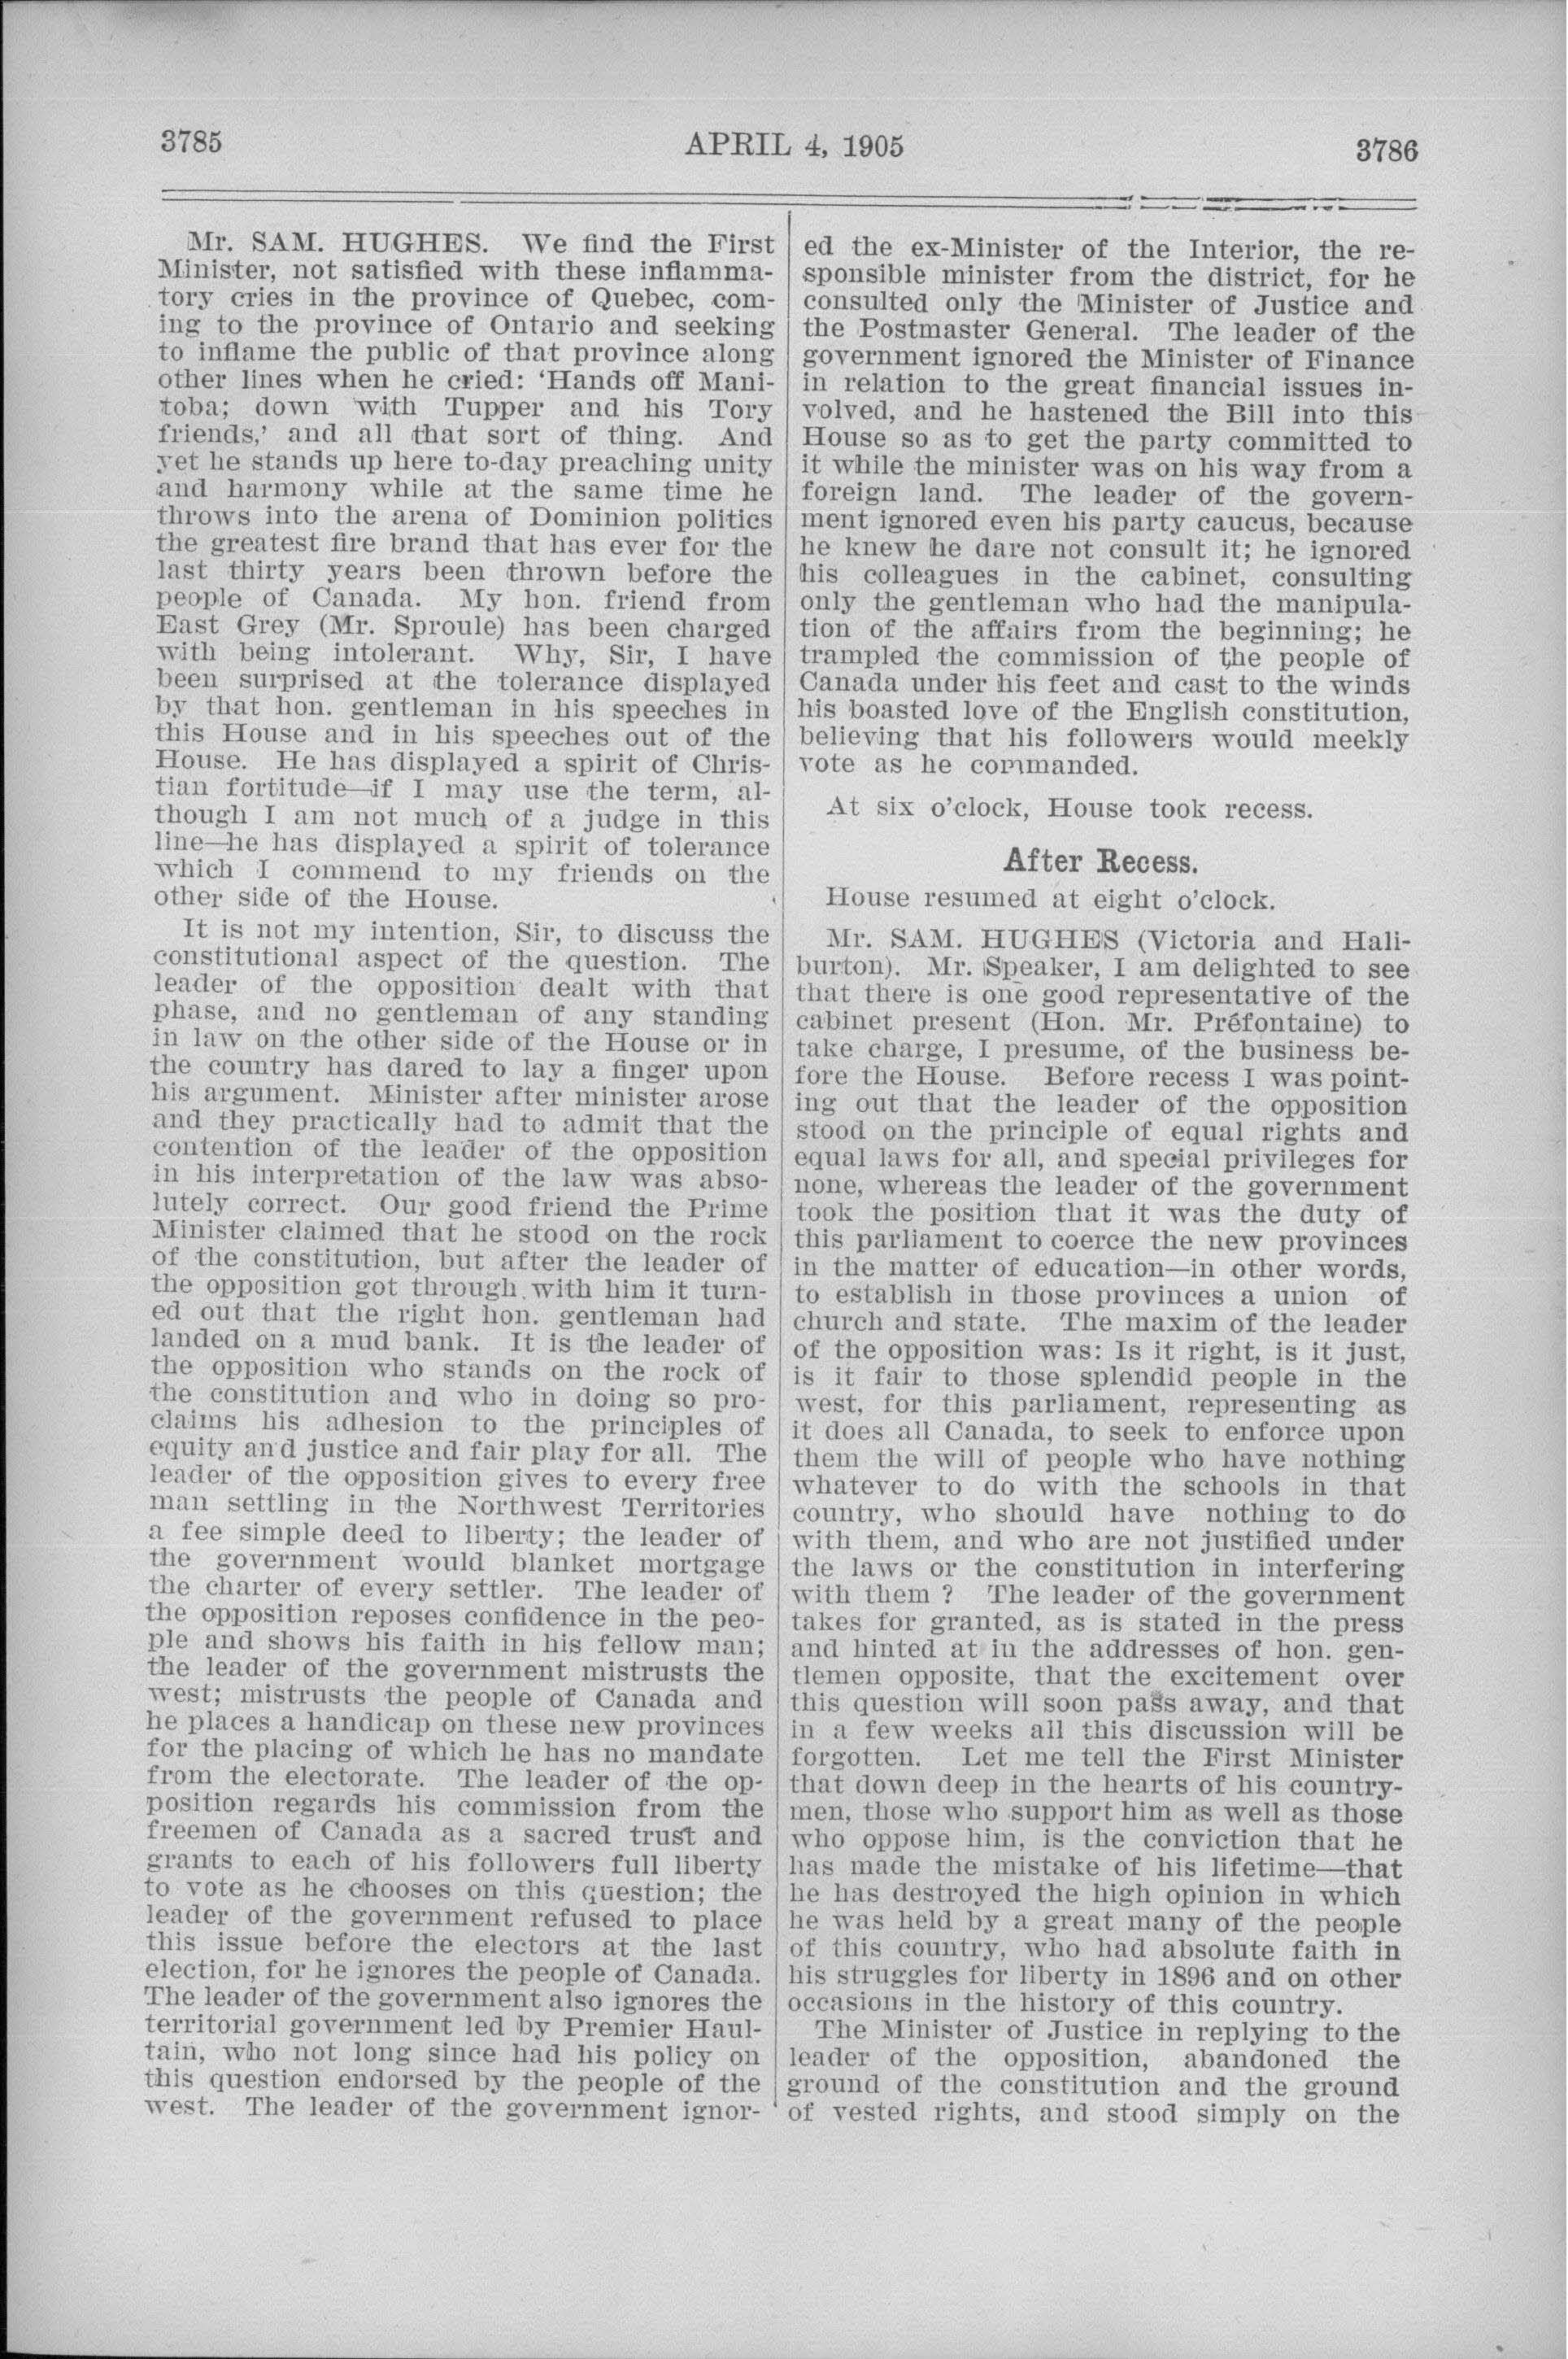 3785
APRIL 4, 1905
3786
Mr. SAM. HUGHES. We find the First
Minister, not satisfied with these inflamma-
tory cries in the province of Quebec, com-
ing to the province of Ontario and seeking
to inflame the public of that province along
other lines when he cried: 'Hands off Mani-
toba; down with Tupper and his Tory
friends,' and all that sort of thing. And
yet he stands up here to-day preaching unity
and harmony while at the same time he
throws into the arena of Dominion politics
the greatest fire brand that has ever for the
last thirty years been thrown before the
people of Canada. My hon. friend from
East Grey (Mr. Sproule) has been charged
with being intolerant. Why, Sir, I have
been surprised at the tolerance displayed
by that hon. gentleman in his speeches in
this House and in his speeches out of the
House. He has displayed a spirit of Chris-
tian fortitude—if I may use the term, al-
though I am not much of a judge in this
line—he has displayed a spirit of tolerance
which I commend to my friends on the
other side of the House.
It is not my intention, Sir, to discuss the
constitutional aspect of the question. The
leader of the opposition dealt with that
phase, and no gentleman of any standing
in law on the other side of the House or in
the country has dared to lay a finger upon
his argument. Minister after minister arose
and they practically had to admit that the
contention of the leader of the opposition
in his interpretation of the law was abso-
lutely correct. Our good friend the Prime
Minister claimed that he stood on the rock
of the constitution, but after the leader of
the opposition got through with him it turn-
ed out that the right hon. gentleman had
landed on a mud bank. It is the leader of
the opposition who stands on the rock of
the constitution and who in doing so pro-
claims his adhesion to the principles of
equity and justice and fair play for all. The
leader of the opposition gives to every free
man settling in the Northwest Territories
a fee simple deed to liberty; the leader of
the government would blanket mortgage
the charter of every settler. The leader of
the opposition reposes confidence in the peo-
ple and shows his faith in his fellow man;
the leader of the government mistrusts the
west; mistrusts the people of Canada and
he places a handicap on these new provinces
for the placing of which he has no mandate
from the electorate. The leader of the op-
position regards his commission from the
freemen of Canada as a sacred trust and
grants to each of his followers full liberty
to vote as he chooses on this question; the
leader of the government refused to place
this issue before the electors at the last
election, for he ignores the people of Canada.
The leader of the government also ignores the
territorial government led by Premier Haul-
tain, who not long since had his policy on
this question endorsed by the people of the
west. The leader of the government ignor-
ed the ex-Minister of the Interior, the re-
sponsible minister from the district, for he
consulted only the Minister of Justice and
the Postmaster General. The leader of the
government ignored the Minister of Finance
in relation to the great financial issues in-
volved, and he hastened the Bill into this
House so as to get the party committed to
it while the minister was on his way from a
foreign land. The leader of the govern-
ment ignored even his party caucus, because
he knew he dare not consult it; he ignored
his colleagues in the cabinet, consulting
only the gentleman who had the manipula-
tion of the affairs from the beginning; he
trampled the commission of the people of
Canada under his feet and cast to the winds
his boasted love of the English constitution,
believing that his followers would meekly
vote as he commanded.
At six o'clock, House took recess.
After Recess.
House resumed at eight o'clock.
Mr. SAM. HUGHES (Victoria and Hali-
burton). Mr. Speaker, I am delighted to see
that there is one good representative of the
cabinet present (Hon. Mr. Préfontaine) to
take charge, I presume, of the business be-
fore the House. Before recess I was point-
ing out that the leader of the opposition
stood on the principle of equal rights and
equal laws for all, and special privileges for
none, whereas the leader of the government
took the position that it was the duty of
this parliament to coerce the new provinces
in the matter of education—in other words,
to establish in those provinces a union of
church and state. The maxim of the leader
of the opposition was: Is it right, is it just,
is it fair to those splendid people in the
west, for this parliament, representing as
it does all Canada, to seek to enforce upon
them the will of people who have nothing
whatever to do with the schools in that
country, who should have nothing to do
with them, and who are not justified under
the laws or the constitution in interfering
with them ? The leader of the government
takes for granted, as is stated in the press
and hinted at in the addresses of hon. gen-
tlemen opposite, that the excitement over
this question will soon pass away, and that
in a few weeks all this discussion will be
forgotten. Let me tell the First Minister
that down deep in the hearts of his country-
men, those who support him as well as those
who oppose him, is the conviction that he
has made the mistake of his lifetime—that
he has destroyed the high opinion in which
he was held by a great many of the people
of this country, who had absolute faith in
his struggles for liberty in 1896 and on other
occasions in the history of this country.
The Minister of Justice in replying to the
leader of the opposition, abandoned the
ground of the constitution and the ground
of vested rights, and stood simply on the